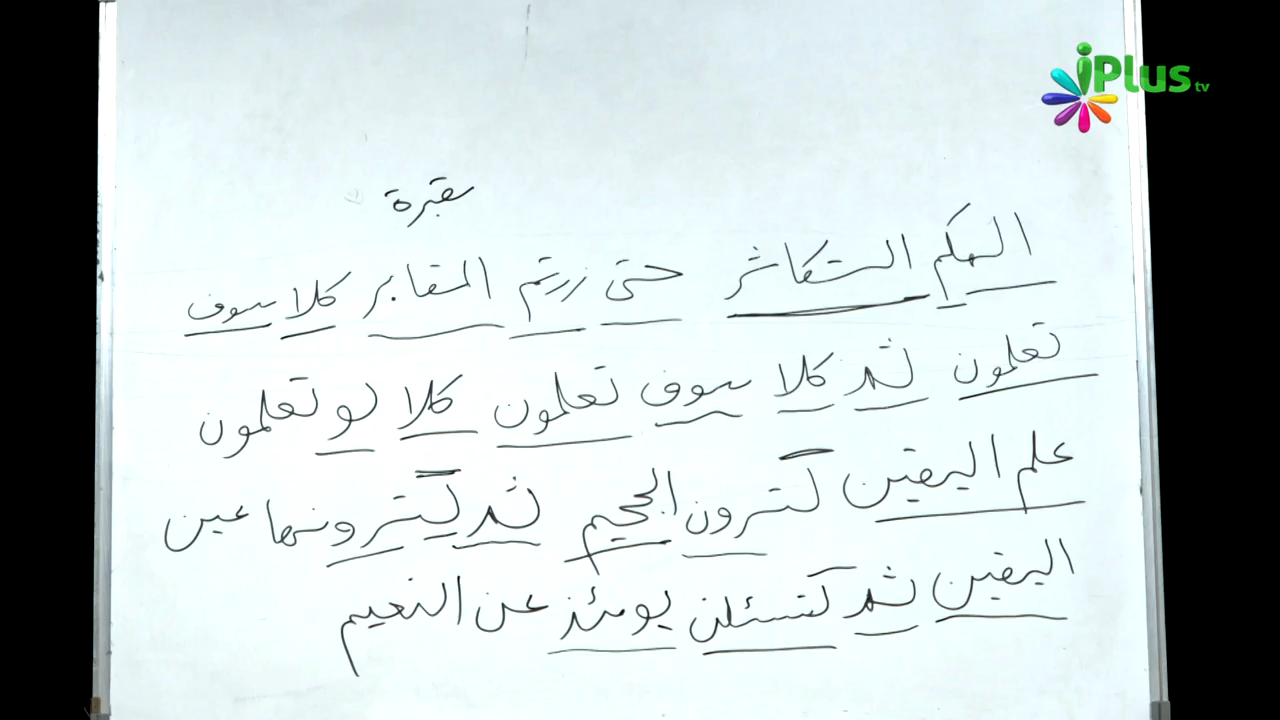 iPlus tv
مقبرة
الهكم التكاثر حتى زرتم المقابر كلا سوف
تعلمون ثم كلا سوف تعلمون كلا لو تعلمون
علم اليقين لترون الجحيم ثم لترونها عين
اليقين ثم لتسئلن يومئذ عن النعيم